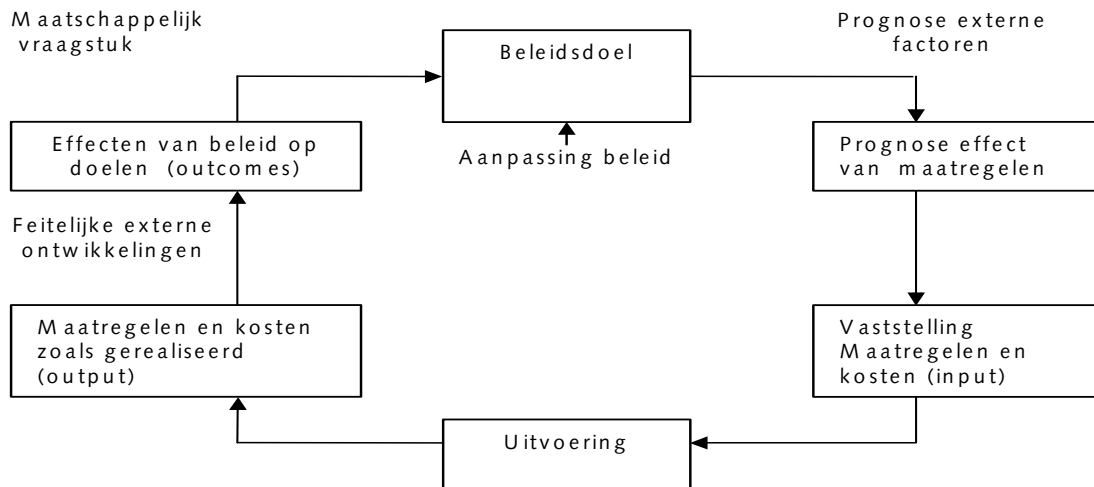 Maatschappelijk
vraagstuk
Beleidsdoel
Prognose externe
factoren
Effecten van beleid op
doelen (outcomes)
Aanpassing beleid
Prognose effect
van maatregelen
Feitelijke externe
ontwikkelingen
Maatregelen en kosten
zoals gerealiseerd
(output)
Vaststelling
Maatregelen en
kosten (input)
Uitvoering